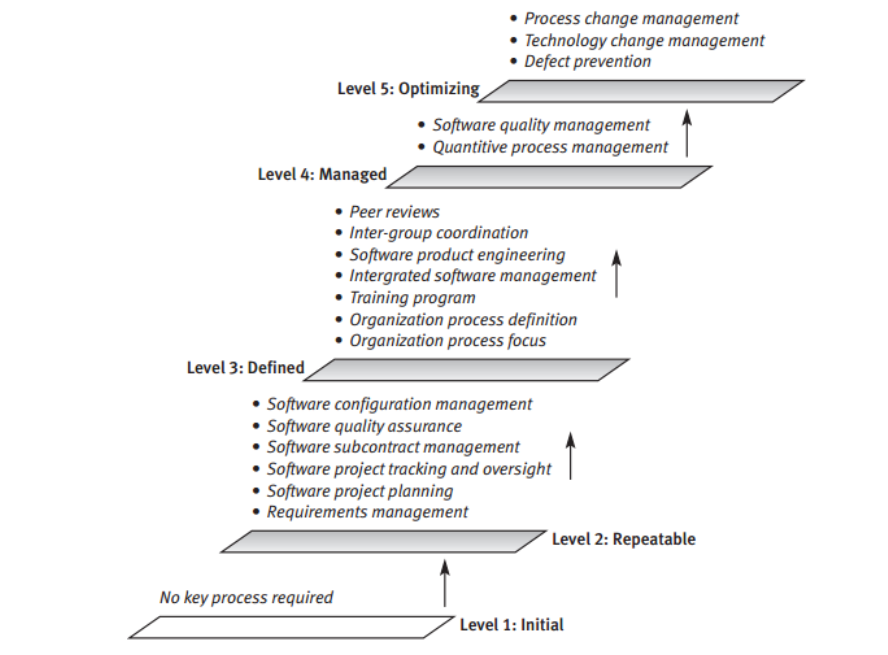 • Process change management
• Technology change management
• Defect prevention
Level 5: Optimizing
• Software quality management
• Quantitive process management
Level 4: Managed
• Peer reviews
• Inter-group coordination
• Software product engineering
• Intergrated software management
• Training program
• Organization process definition
• Organization process focus
Level 3: Defined
• Software configuration management
• Software quality assurance
• Software subcontract management
• Software project tracking and oversight
• Software project planning
• Requirements management
Level 2: Repeatable
No key process required
Level 1: Initial